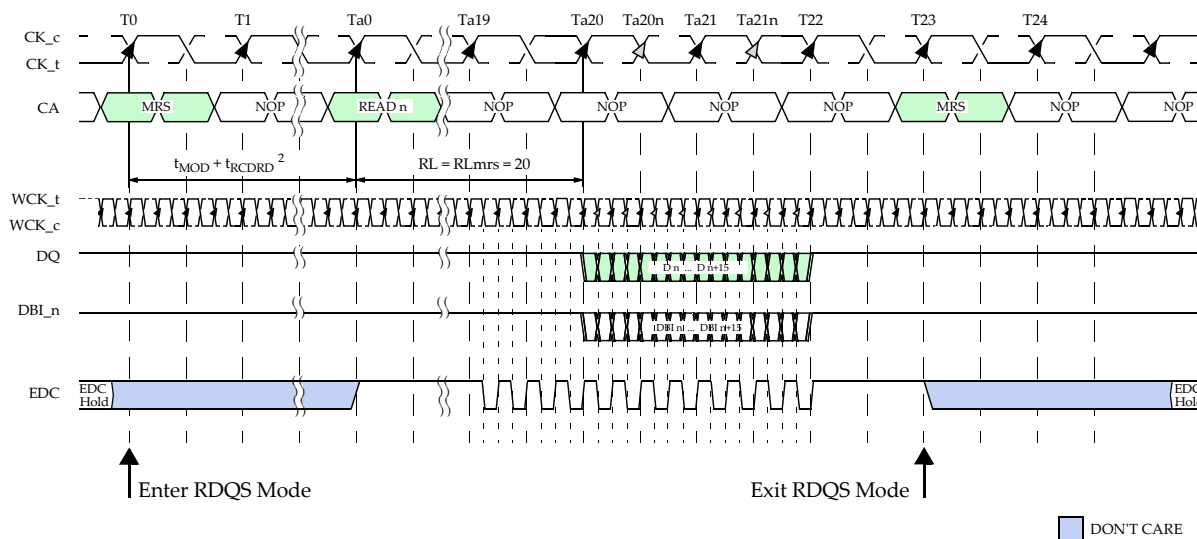 T0 T1 Ta0 Ta19 Ta20 Ta20n Ta21 Ta21n T22 T23 T24
CK_c
CK_t
CA MRS NOP READ n NOP NOP NOP NOP MRS NOP NOP
tMOD + tRCDRD 2 RL = RLmrs = 20
WCK_t
WCK_c
DQ
D n ... D n+15
DBI_n
DBI n ... DBI n+15
EDC
EDC
Hold
EDC
Hold
Enter RDQS Mode Exit RDQS Mode
DON'T CARE